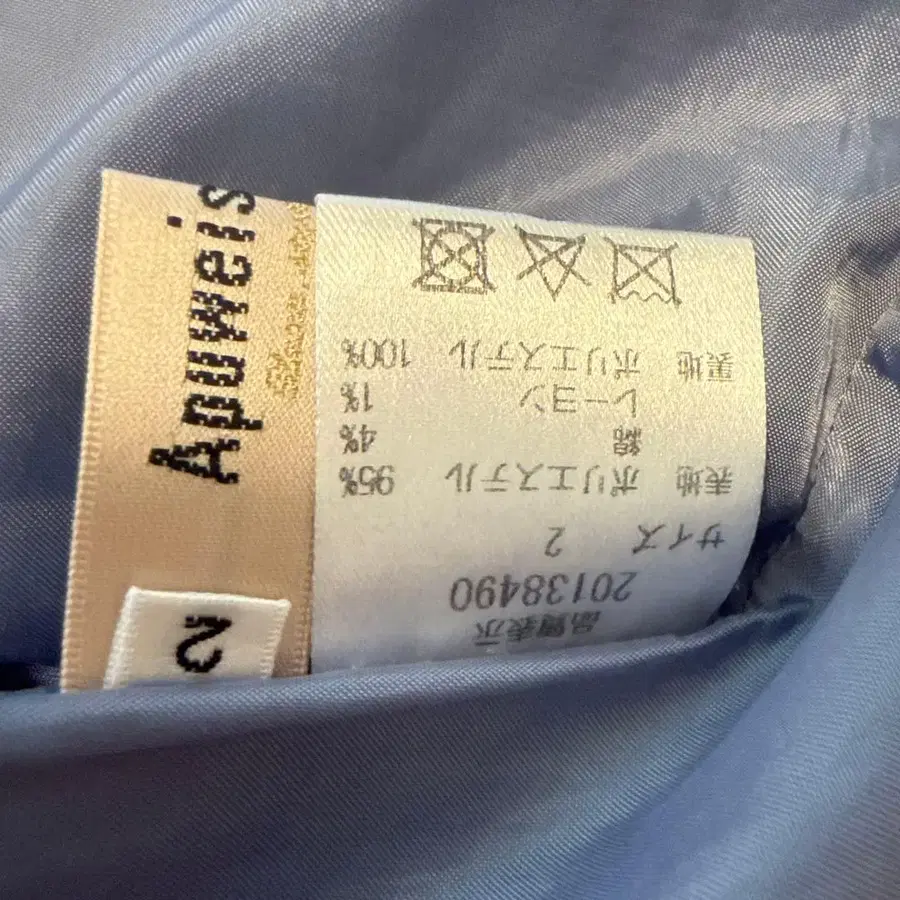 Apuweis
2
品質表示
20138490
サイズ 2
表地 ポリエステル 95%
綿 4%
レーヨン 1%
裏地 ポリエステル 100%